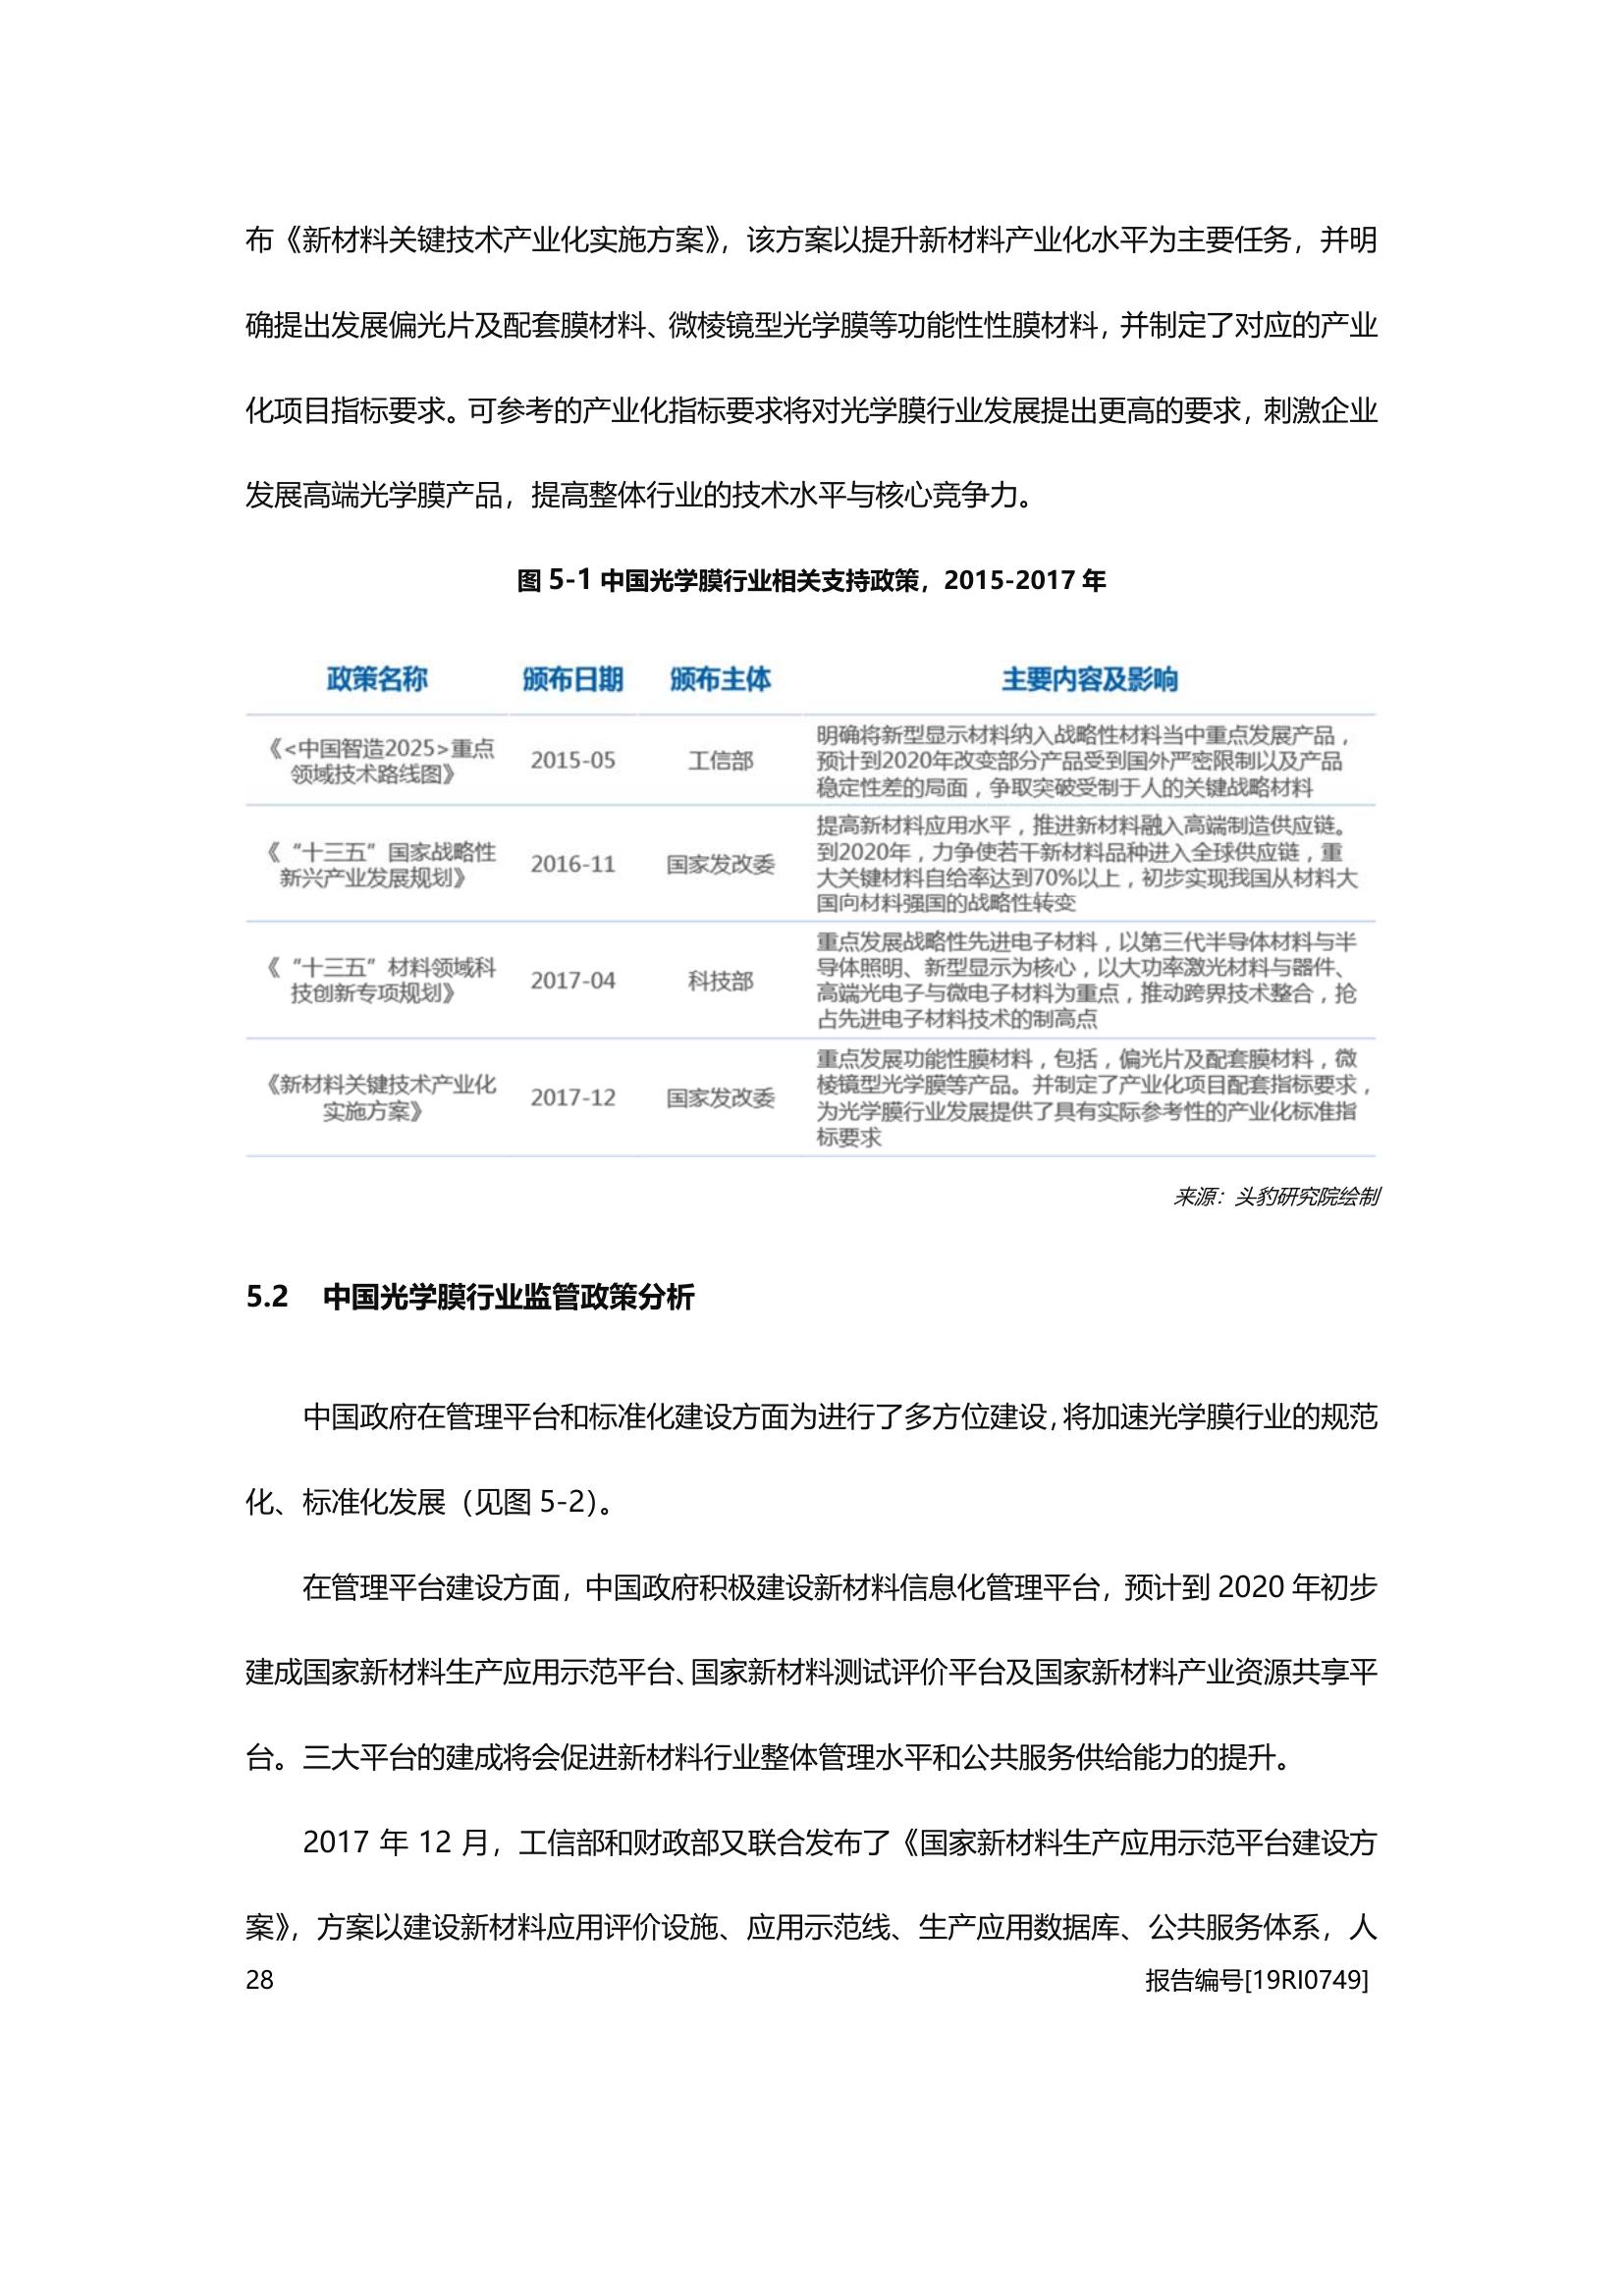 布《新材料关键技术产业化实施方案》，该方案以提升新材料产业化水平为主要任务，并明
确提出发展偏光片及配套膜材料、微棱镜型光学膜等功能性性膜材料，并制定了对应的产业
化项目指标要求。可参考的产业化指标要求将对光学膜行业发展提出更高的要求，刺激企业
发展高端光学膜产品，提高整体行业的技术水平与核心竞争力。
图 5-1 中国光学膜行业相关支持政策，2015-2017 年
政策名称 颁布日期 颁布主体 主要内容及影响
《<中国智造2025>重点
领域技术路线图》
2015-05
工信部
明确将新型显示材料纳入战略性材料当中重点发展产品，
预计到2020年改变部分产品受到国外严密限制以及产品
稳定性差的局面，争取突破受制于人的关键战略材料
《“十三五”国家战略性
新兴产业发展规划》
2016-11
国家发改委
提高新材料应用水平，推进新材料融入高端制造供应链。
到2020年，力争使若干新材料品种进入全球供应链，重
大关键材料自给率达到70%以上，初步实现我国从材料大
国向材料强国的战略性转变
《“十三五”材料领域科
技创新专项规划》
2017-04
科技部
重点发展战略性先进电子材料，以第三代半导体材料与半
导体照明、新型显示为核心，以大功率激光材料与器件、
高端光电子与微电子材料为重点，推动跨界技术整合，抢
占先进电子材料技术的制高点
《新材料关键技术产业化
实施方案》
2017-12
国家发改委
重点发展功能性膜材料，包括，偏光片及配套膜材料，微
棱镜型光学膜等产品。并制定了产业化项目配套指标要求，
为光学膜行业发展提供了具有实际参考性的产业化标准指
标要求
来源：头豹研究院绘制
5.2 中国光学膜行业监管政策分析
中国政府在管理平台和标准化建设方面为进行了多方位建设，将加速光学膜行业的规范
化、标准化发展（见图 5-2）。
在管理平台建设方面，中国政府积极建设新材料信息化管理平台，预计到 2020 年初步
建成国家新材料生产应用示范平台、国家新材料测试评价平台及国家新材料产业资源共享平
台。三大平台的建成将会促进新材料行业整体管理水平和公共服务供给能力的提升。
2017 年 12 月，工信部和财政部又联合发布了《国家新材料生产应用示范平台建设方
案》，方案以建设新材料应用评价设施、应用示范线、生产应用数据库、公共服务体系，人
28 报告编号[19RI0749]